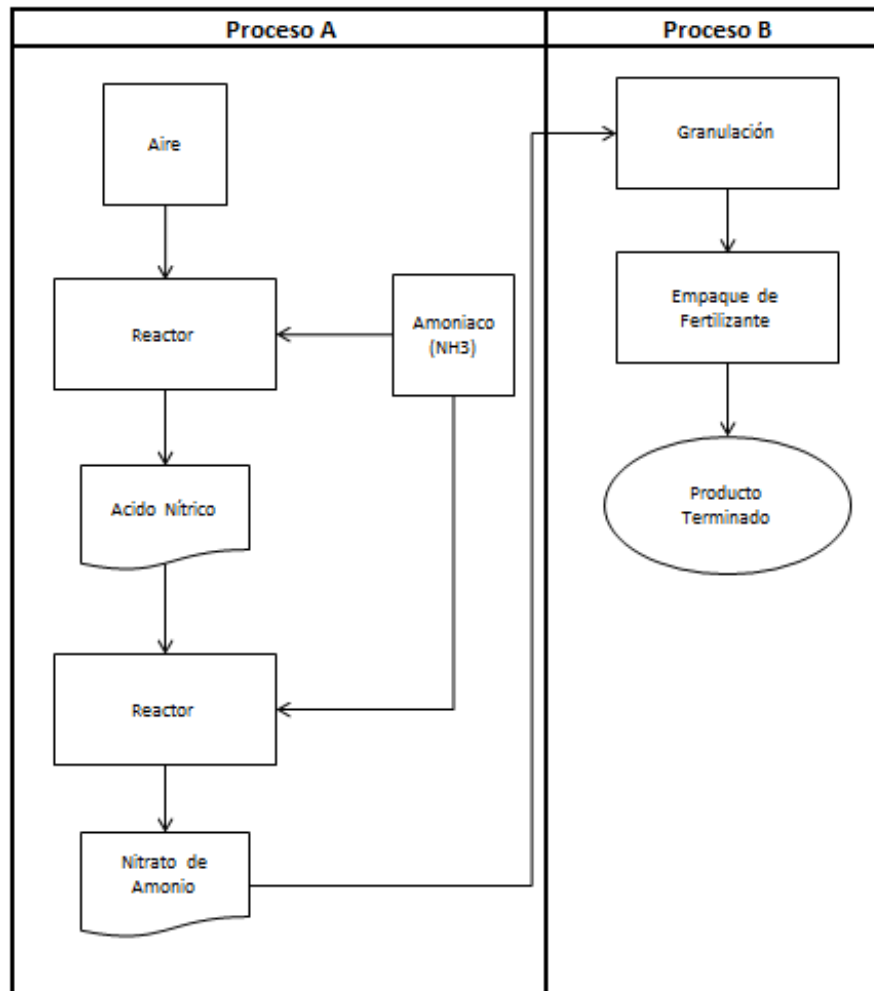 Proceso A
Proceso B
Aire
Reactor
Amoniaco
(NH3)
Acido Nítrico
Reactor
Nitrato de
Amonio
Granulación
Empaque de
Fertilizante
Producto
Terminado